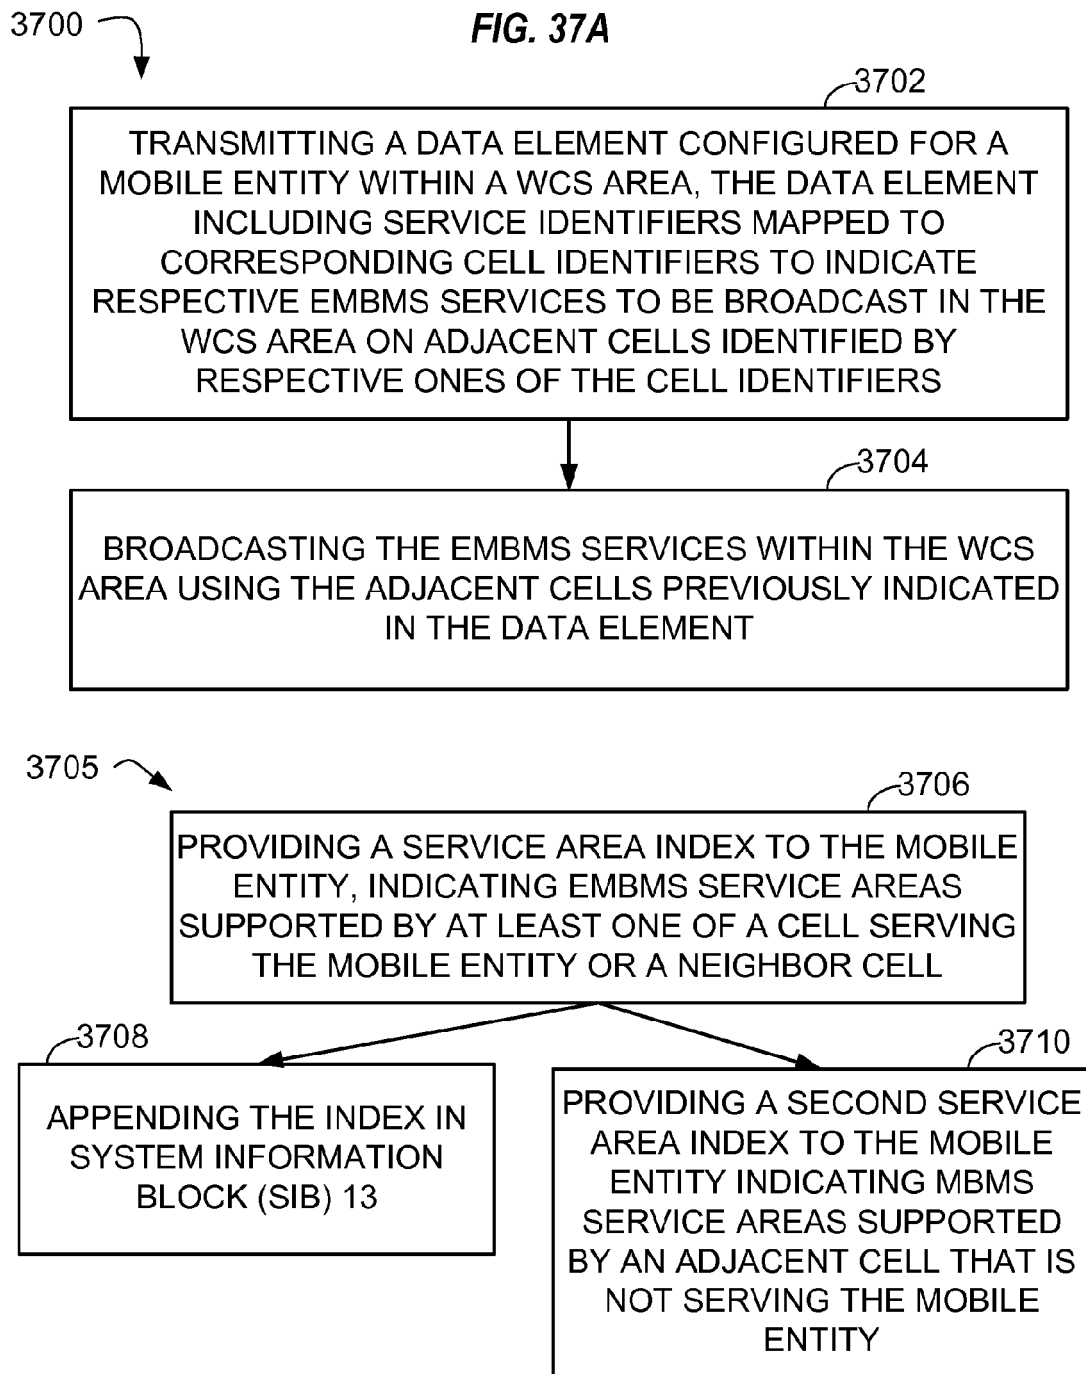 3700
FIG. 37A
3702
TRANSMITTING A DATA ELEMENT CONFIGURED FOR A
MOBILE ENTITY WITHIN A WCS AREA, THE DATA ELEMENT
INCLUDING SERVICE IDENTIFIERS MAPPED TO
CORRESPONDING CELL IDENTIFIERS TO INDICATE
RESPECTIVE EMBMS SERVICES TO BE BROADCAST IN THE
WCS AREA ON ADJACENT CELLS IDENTIFIED BY
RESPECTIVE ONES OF THE CELL IDENTIFIERS
3704
BROADCASTING THE EMBMS SERVICES WITHIN THE WCS
AREA USING THE ADJACENT CELLS PREVIOUSLY INDICATED
IN THE DATA ELEMENT
3705
3706
PROVIDING A SERVICE AREA INDEX TO THE MOBILE
ENTITY, INDICATING EMBMS SERVICE AREAS
SUPPORTED BY AT LEAST ONE OF A CELL SERVING
THE MOBILE ENTITY OR A NEIGHBOR CELL
3708
APPENDING THE INDEX IN
SYSTEM INFORMATION
BLOCK (SIB) 13
3710
PROVIDING A SECOND SERVICE
AREA INDEX TO THE MOBILE
ENTITY INDICATING MBMS
SERVICE AREAS SUPPORTED
BY AN ADJACENT CELL THAT IS
NOT SERVING THE MOBILE
ENTITY